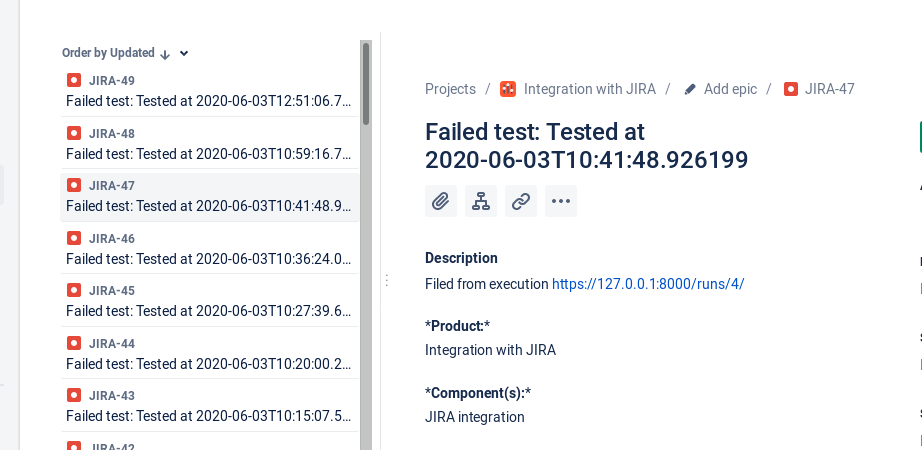 Order by Updated
JIRA-49
Failed test: Tested at 2020-06-03T12:51:06.7...
JIRA-48
Failed test: Tested at 2020-06-03T10:59:16.7...
JIRA-47
Failed test: Tested at 2020-06-03T10:41:48.9...
JIRA-46
Failed test: Tested at 2020-06-03T10:36:24.0...
JIRA-45
Failed test: Tested at 2020-06-03T10:27:39.6...
JIRA-44
Failed test: Tested at 2020-06-03T10:20:00.2...
JIRA-43
Failed test: Tested at 2020-06-03T10:15:07.5...
JIRA-42
Projects / Integration with JIRA / Add epic / JIRA-47
Failed test: Tested at
2020-06-03T10:41:48.926199
Description
Filed from execution https://127.0.0.1:8000/runs/4/
*Product:*
Integration with JIRA
*Component(s):*
JIRA integration